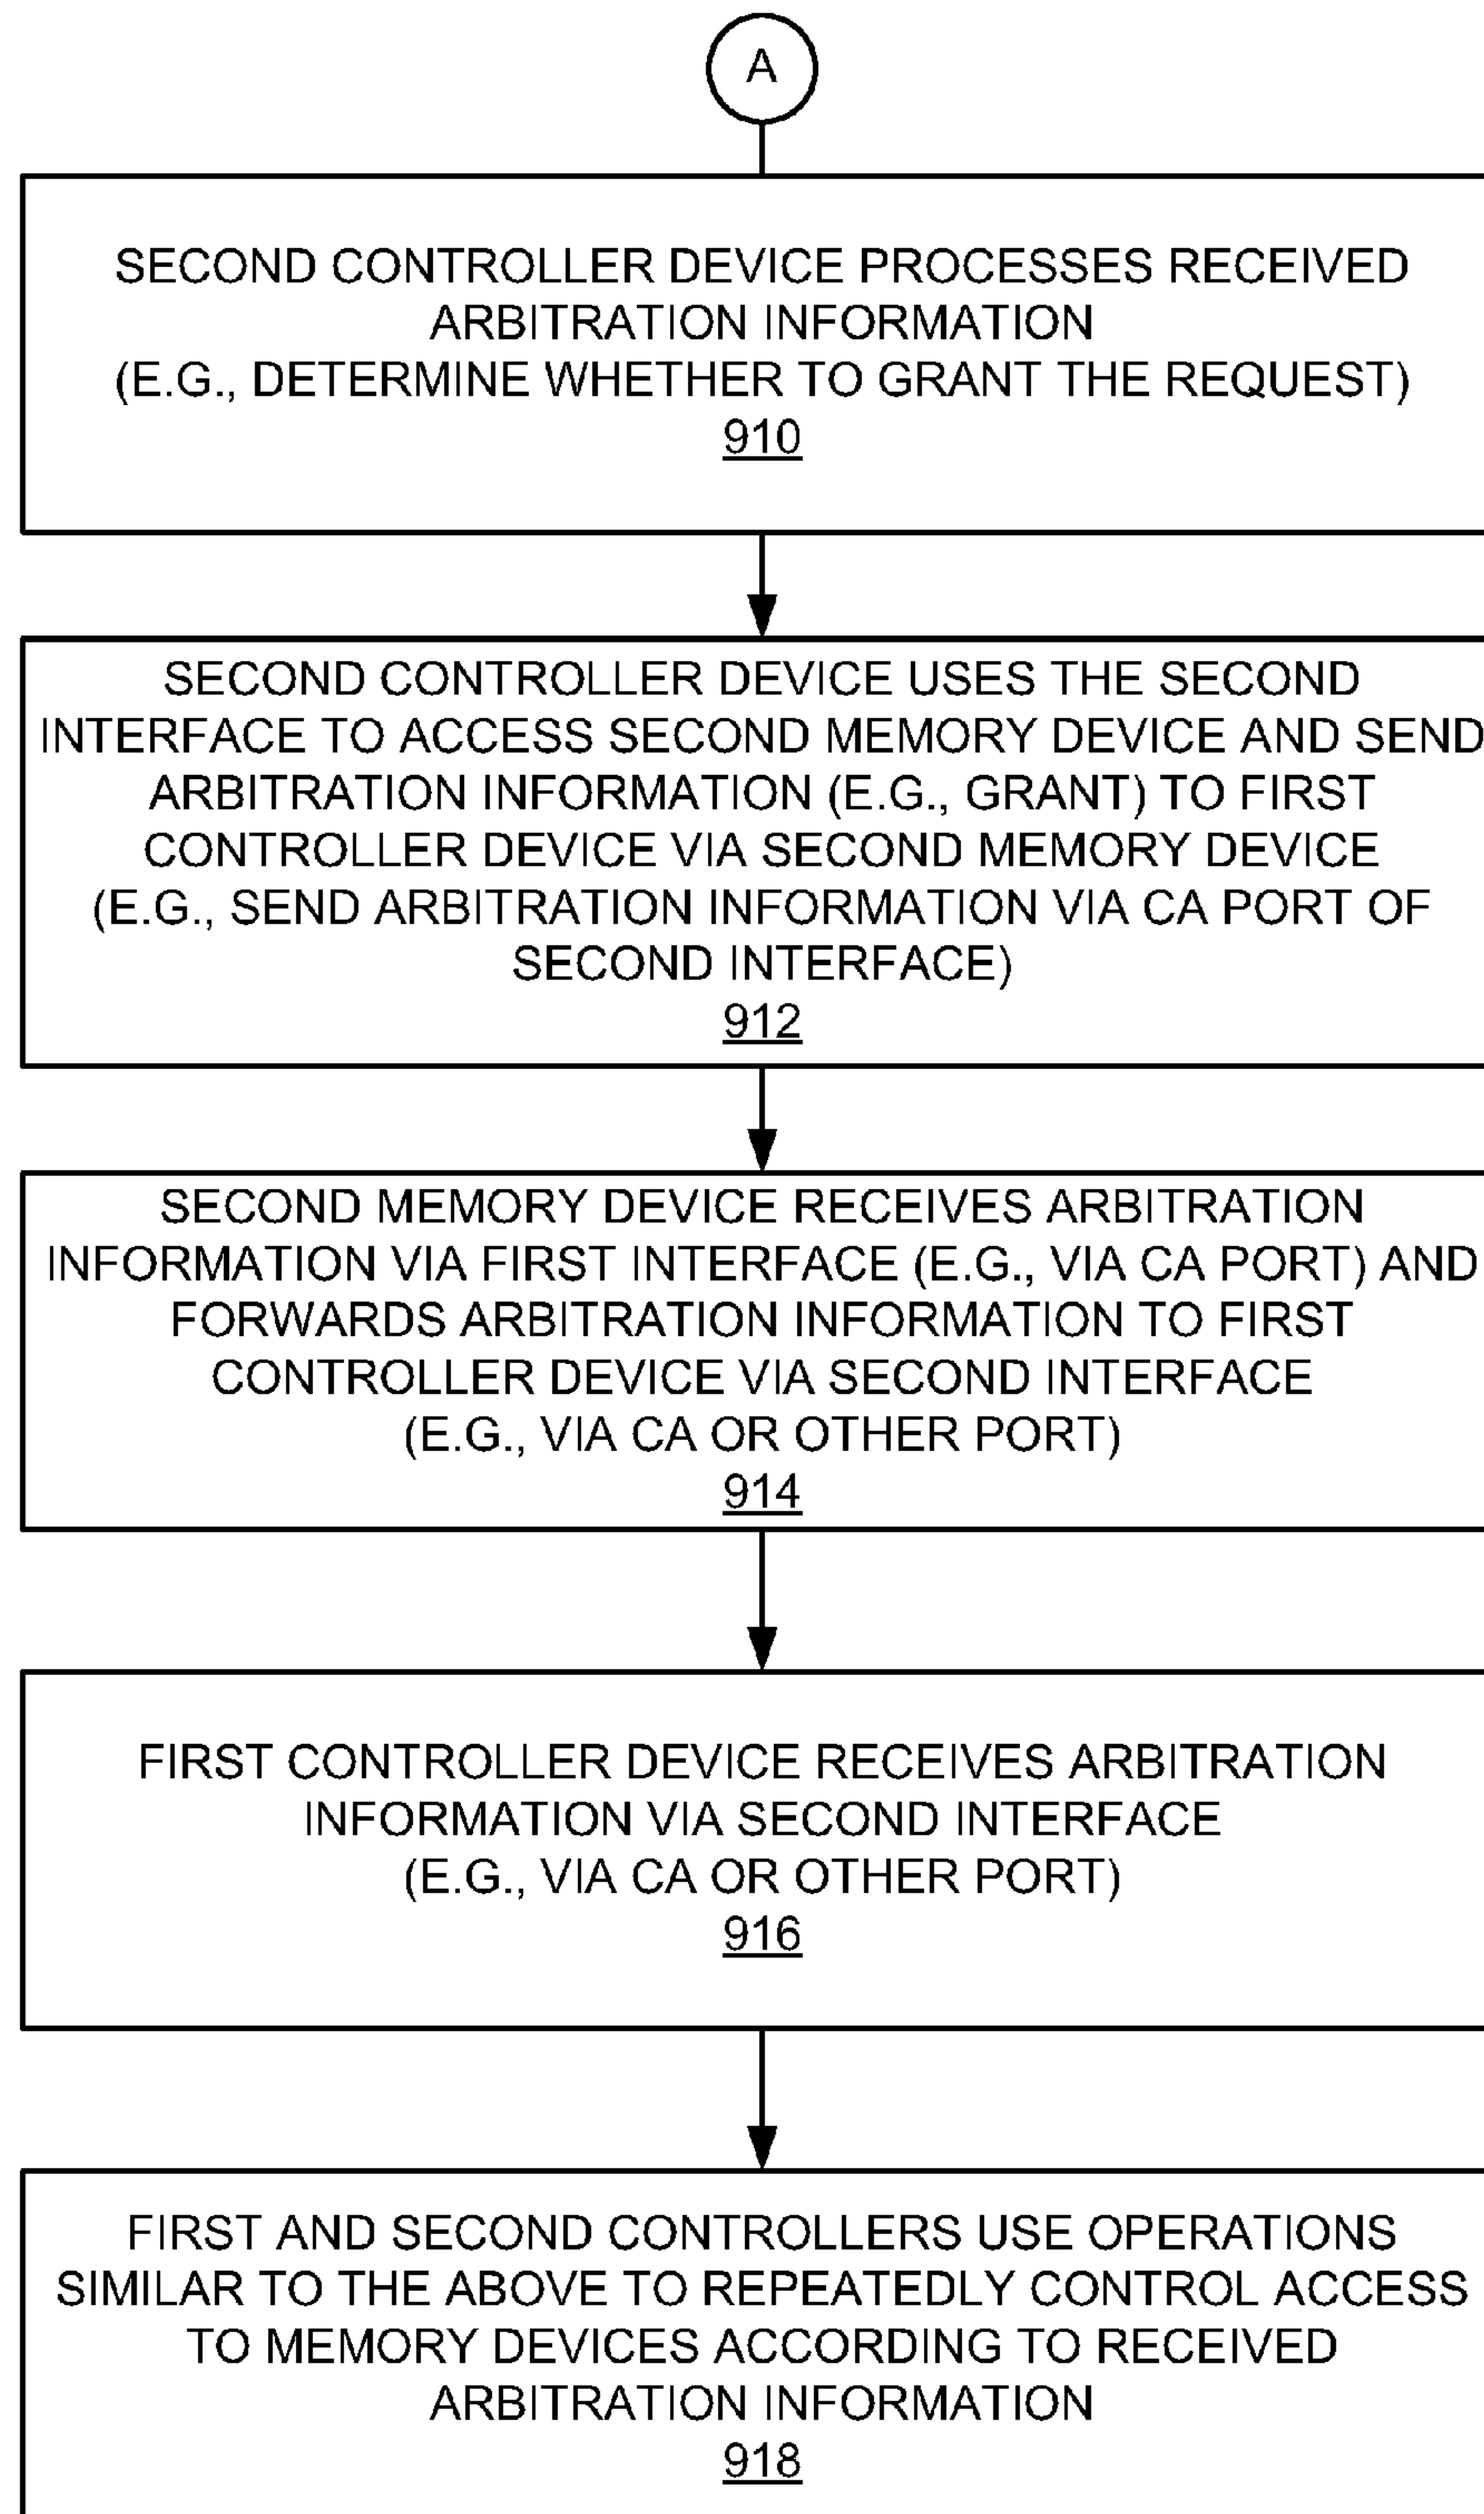 A
SECOND CONTROLLER DEVICE PROCESSES RECEIVED
ARBITRATION INFORMATION
(E.G., DETERMINE WHETHER TO GRANT THE REQUEST)
910
SECOND CONTROLLER DEVICE USES THE SECOND
INTERFACE TO ACCESS SECOND MEMORY DEVICE AND SEND
ARBITRATION INFORMATION (E.G., GRANT) TO FIRST
CONTROLLER DEVICE VIA SECOND MEMORY DEVICE
(E.G., SEND ARBITRATION INFORMATION VIA CA PORT OF
SECOND INTERFACE)
912
SECOND MEMORY DEVICE RECEIVES ARBITRATION
INFORMATION VIA FIRST INTERFACE (E.G., VIA CA PORT) AND
FORWARDS ARBITRATION INFORMATION TO FIRST
CONTROLLER DEVICE VIA SECOND INTERFACE
(E.G., VIA CA OR OTHER PORT)
914
FIRST CONTROLLER DEVICE RECEIVES ARBITRATION
INFORMATION VIA SECOND INTERFACE
(E.G., VIA CA OR OTHER PORT)
916
FIRST AND SECOND CONTROLLERS USE OPERATIONS
SIMILAR TO THE ABOVE TO REPEATEDLY CONTROL ACCESS
TO MEMORY DEVICES ACCORDING TO RECEIVED
ARBITRATION INFORMATION
918